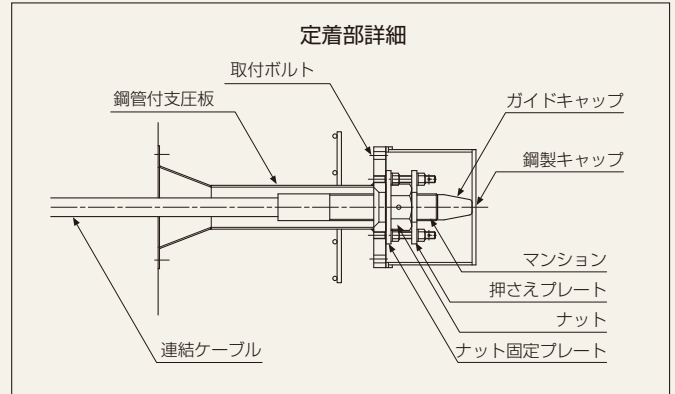 定着部詳細
取付ボルト
鋼管付支圧板
ガイドキャップ
鋼製キャップ
マンション
押さえプレート
ナット
ナット固定プレート
連結ケーブル